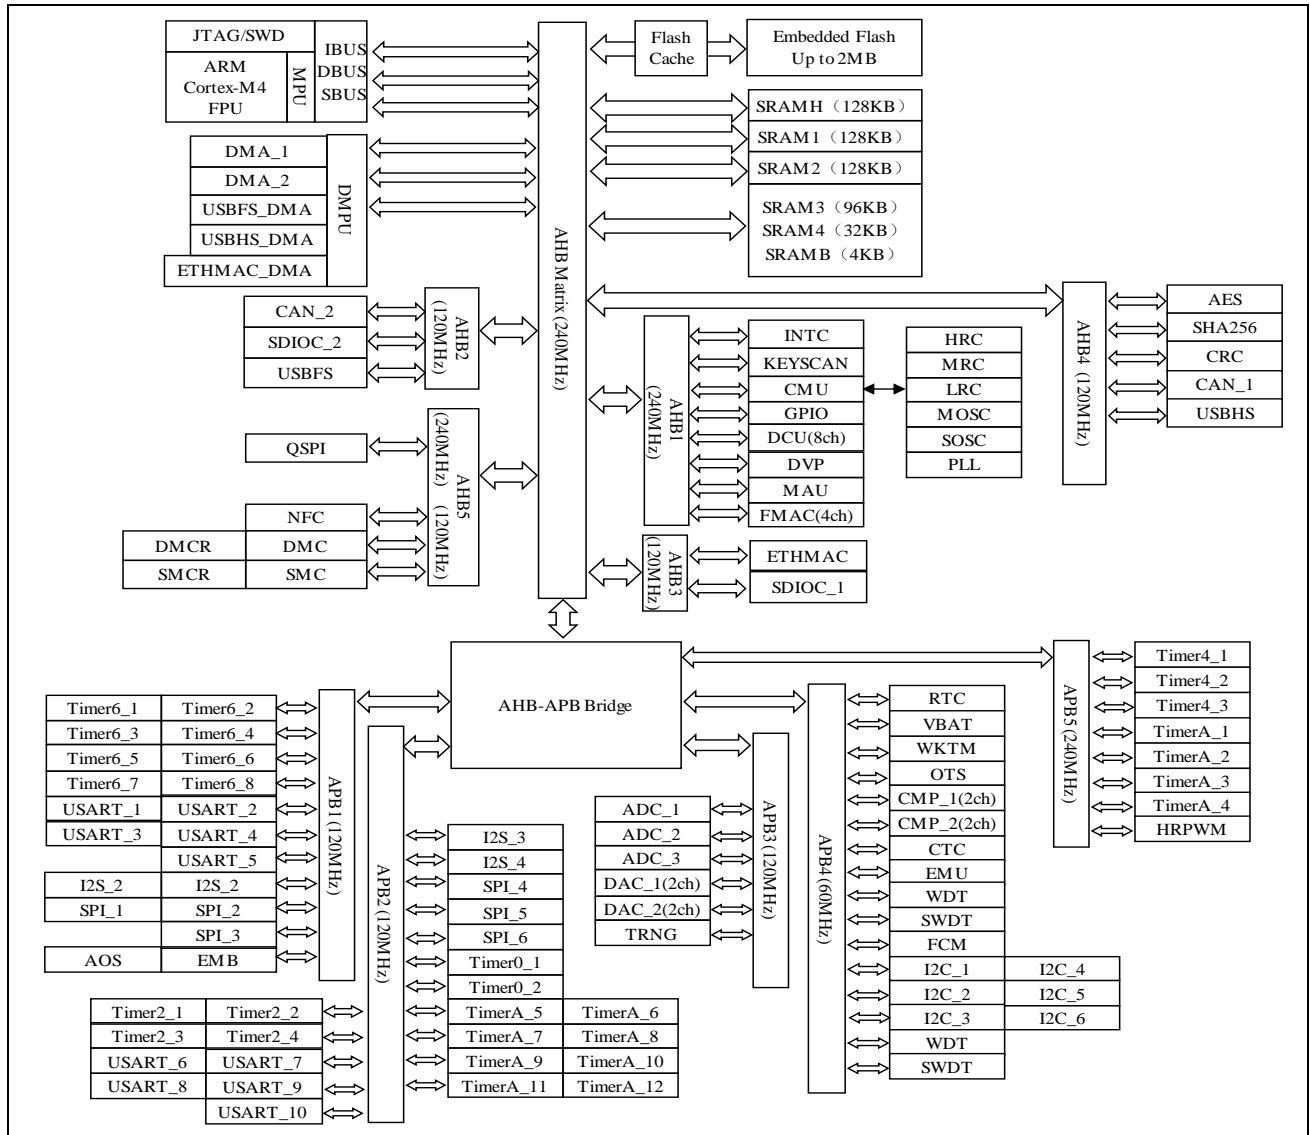 JTAG/SWD
ARM
Cortex-M4
FPU
MPU
IBUS
DBUS
SBUS
DMA_1
DMA_2
USBFS_DMA
USBHS_DMA
ETHMAC_DMA
DMPU
AHB Matrix (240MHz)
Flash
Cache
Embedded Flash
Up to 2MB
SRAMH（128KB）
SRAM1（128KB）
SRAM2（128KB）
SRAM3（96KB）
SRAM4（32KB）
SRAMB（4KB）
CAN_2
SDIOC_2
USBFS
AHB2
(120MHz)
QSPI
NFC
DMCR
DMC
SMCR
SMC
AHB5
(240MHz) (120MHz)
AHB1
(240MHz)
INTC
KEYSCAN
CMU
GPIO
DCU(8ch)
DVP
MAU
FMAC(4ch)
HRC
MRC
LRC
MOSC
SOSC
PLL
AHB4 (120MHz)
AES
SHA256
CRC
CAN_1
USBHS
AHB3
(120MHz)
ETHMAC
SDIOC_1
AHB-APB Bridge
Timer6_1 Timer6_2
Timer6_3 Timer6_4
Timer6_5 Timer6_6
Timer6_7 Timer6_8
USART_1 USART_2
USART_3 USART_4
USART_5
I2S_2 I2S_2
SPI_1 SPI_2
SPI_3
AOS EMB
APB1 (120MHz)
Timer2_1 Timer2_2
Timer2_3 Timer2_4
USART_6 USART_7
USART_8 USART_9
USART_10
APB2 (120MHz)
I2S_3
I2S_4
SPI_4
SPI_5
SPI_6
Timer0_1
Timer0_2
TimerA_5 TimerA_6
TimerA_7 TimerA_8
TimerA_9 TimerA_10
TimerA_11 TimerA_12
ADC_1
ADC_2
ADC_3
DAC_1(2ch)
DAC_2(2ch)
TRNG
APB3 (120MHz)
APB4 (60MHz)
RTC
VBAT
WKTM
OTS
CMP_1(2ch)
CMP_2(2ch)
CTC
EMU
WDT
SWDT
FCM
I2C_1 I2C_4
I2C_2 I2C_5
I2C_3 I2C_6
WDT
SWDT
APB5 (240MHz)
Timer4_1
Timer4_2
Timer4_3
TimerA_1
TimerA_2
TimerA_3
TimerA_4
HRPWM